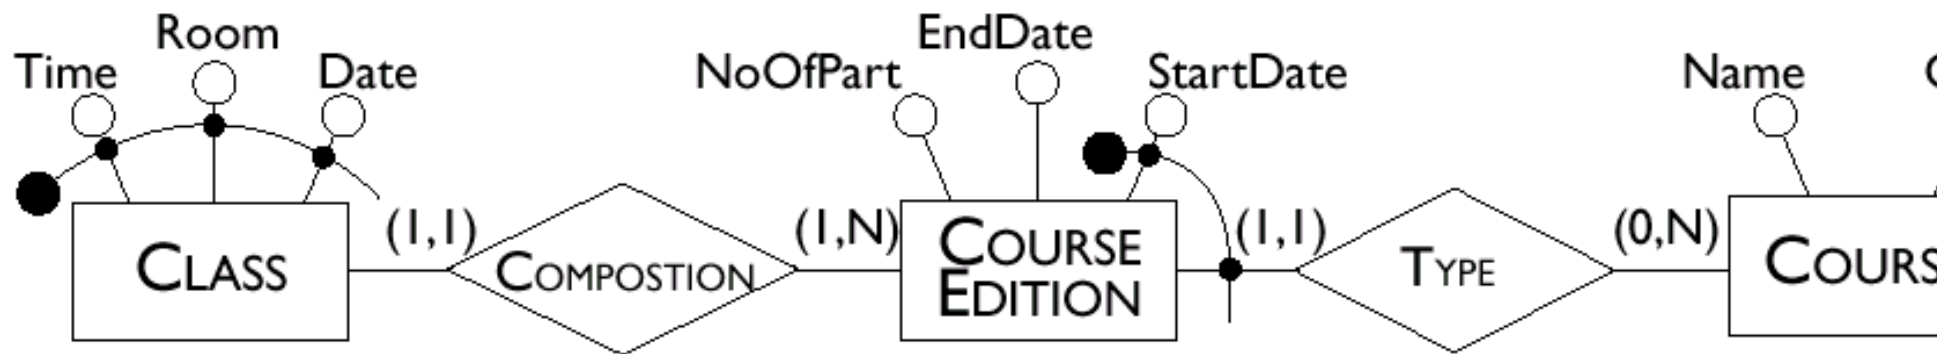 Room
EndDate
Time
Date
NoOfPart
StartDate
Name
(1,1)
(1,N)
(1,1)
(0,N)
CLASS
COMPOSTION
COURSE
EDITION
TYPE